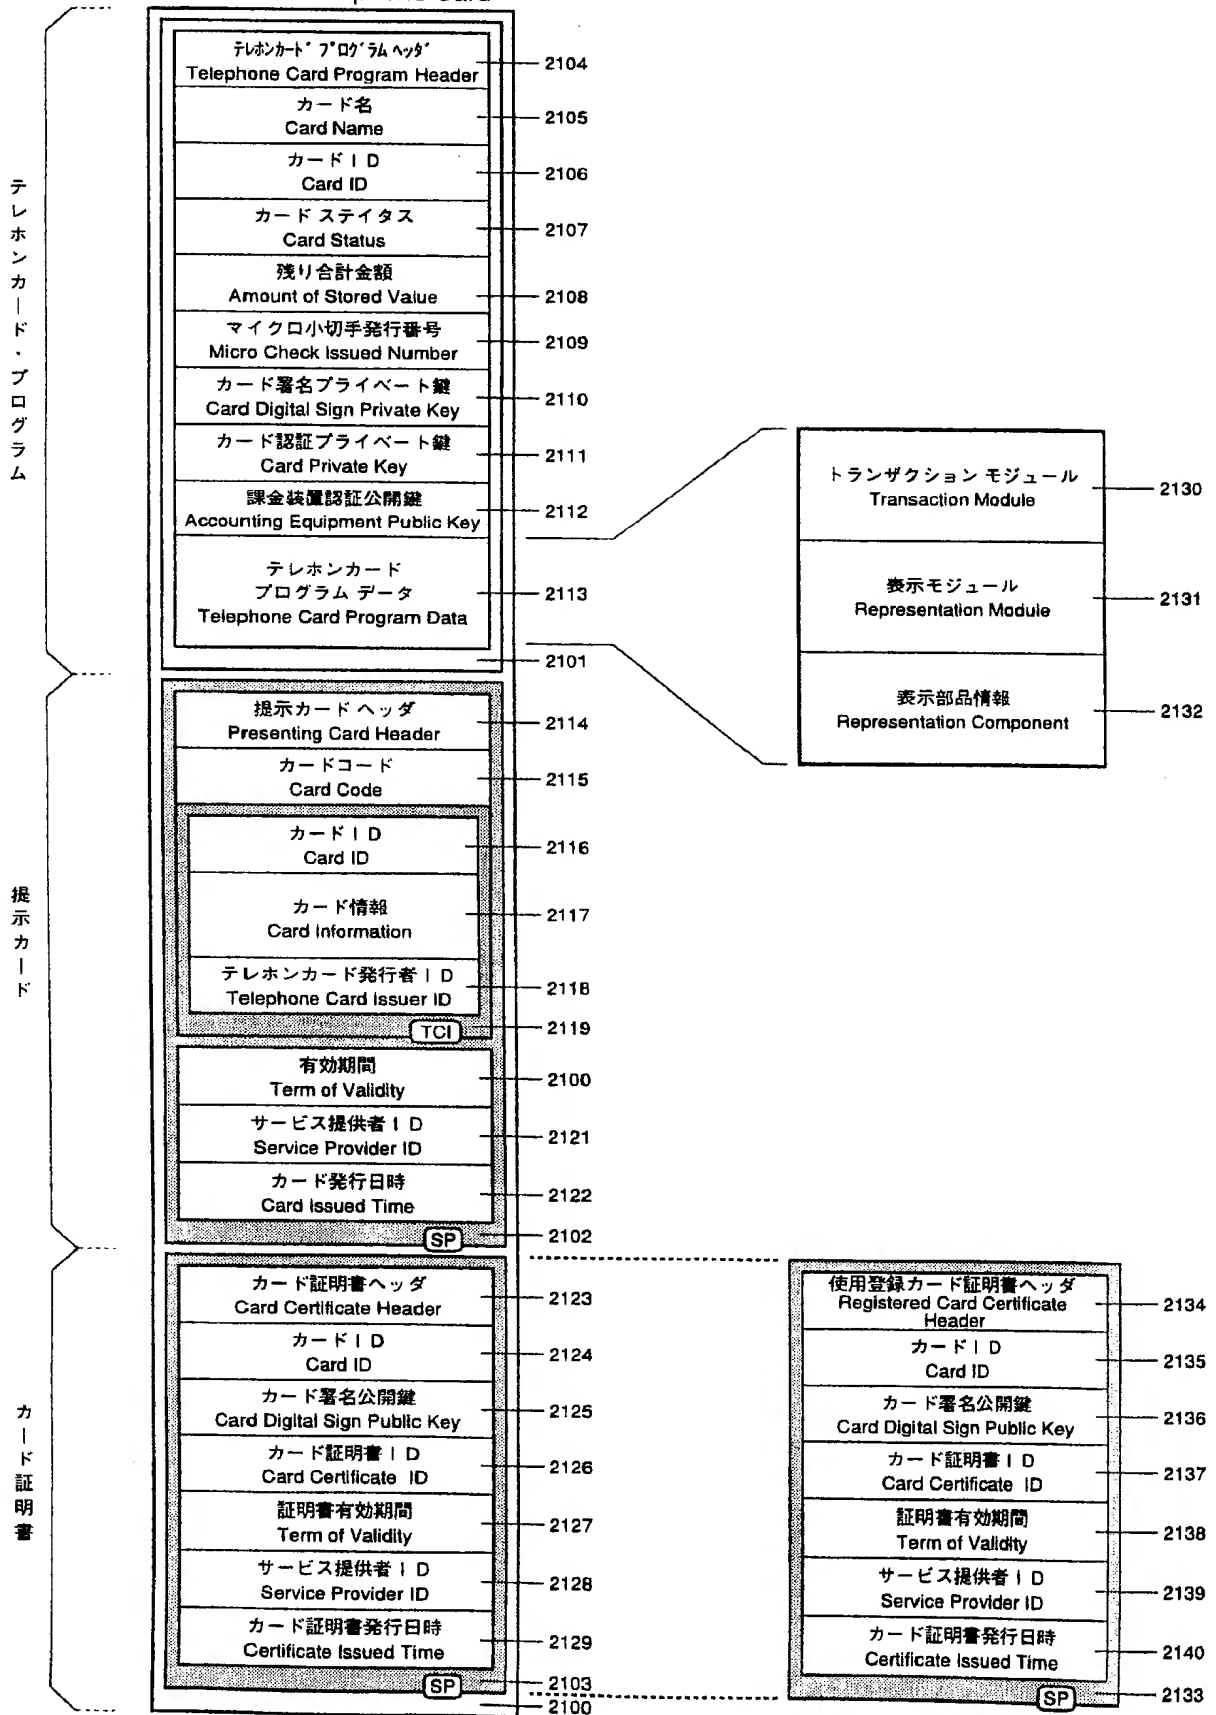 テレホンカード プログラム ヘッダ
Telephone Card Program Header
2104
カード名
Card Name
2105
カードID
Card ID
2106
カード ステイタス
Card Status
2107
残り合計金額
Amount of Stored Value
2108
マイクロ小切手発行番号
Micro Check Issued Number
2109
カード署名プライベート鍵
Card Digital Sign Private Key
2110
カード認証プライベート鍵
Card Private Key
2111
課金装置認証公開鍵
Accounting Equipment Public Key
2112
テレホンカード
プログラム データ
Telephone Card Program Data
2113
2101
テレホンカード・プログラム
トランザクション モジュール
Transaction Module
2130
表示モジュール
Representation Module
2131
表示部品情報
Representation Component
2132
提示カード ヘッダ
Presenting Card Header
2114
カードコード
Card Code
2115
カードID
Card ID
2116
カード情報
Card Information
2117
テレホンカード発行者ID
Telephone Card Issuer ID
2118
TCI
2119
有効期間
Term of Validity
2100
サービス提供者ID
Service Provider ID
2121
カード発行日時
Card Issued Time
2122
SP
2102
提示カード
カード証明書ヘッダ
Card Certificate Header
2123
カードID
Card ID
2124
カード署名公開鍵
Card Digital Sign Public Key
2125
カード証明書ID
Card Certificate ID
2126
証明書有効期間
Term of Validity
2127
サービス提供者ID
Service Provider ID
2128
カード証明書発行日時
Certificate Issued Time
2129
SP
2103
2100
カード証明書
使用登録カード証明書ヘッダ
Registered Card Certificate
Header
2134
カードID
Card ID
2135
カード署名公開鍵
Card Digital Sign Public Key
2136
カード証明書ID
Card Certificate ID
2137
証明書有効期間
Term of Validity
2138
サービス提供者ID
Service Provider ID
2139
カード証明書発行日時
Certificate Issued Time
2140
SP
2133